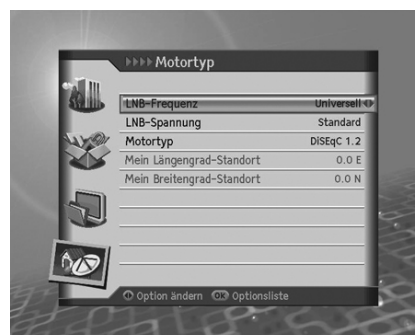 Motortyp
LNB-Frequenz Universell
LNB-Spannung Standard
Motortyp DiSEqC 1.2
Mein Längengrad-Standort 0.0 E
Mein Breitengrad-Standort 0.0 N
Option ändern OK Optionsliste